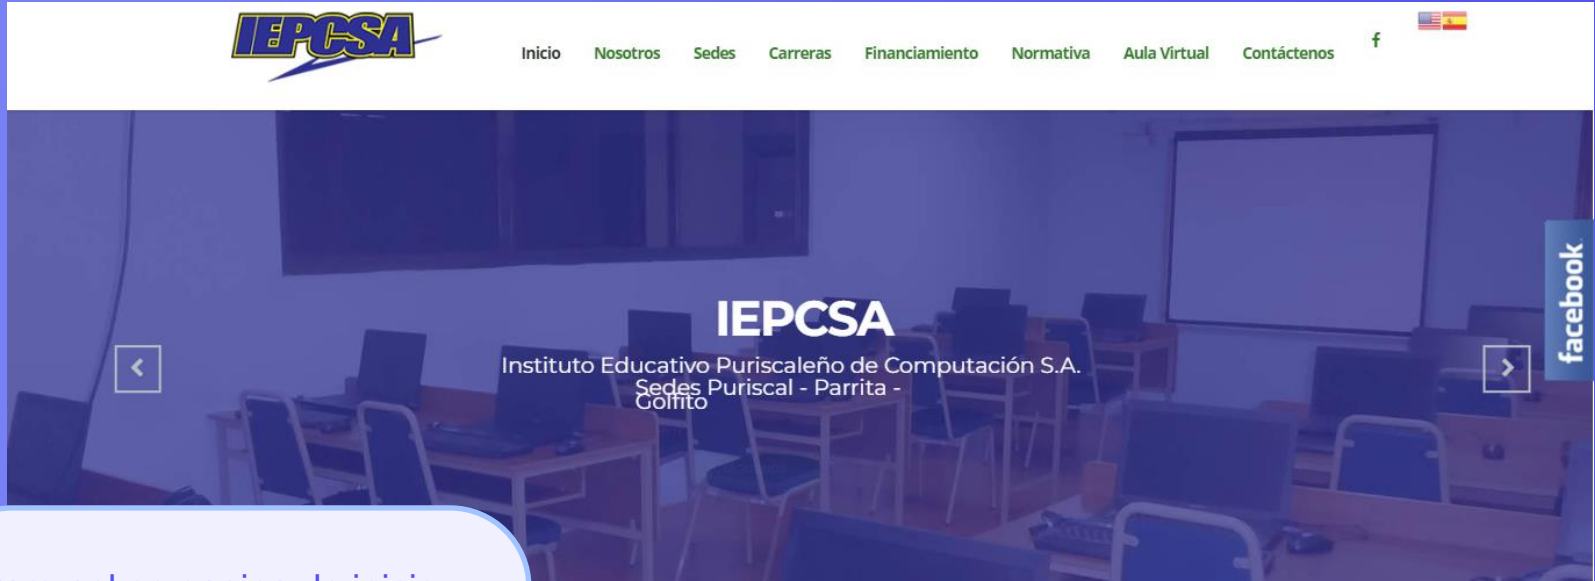 IEPCSA
Inicio Nosotros Sedes Carreras Financiamiento Normativa Aula Virtual Contáctenos f
IEPCSA
Instituto Educativo Puriscaleño de Computación S.A.
Sedes Puriscal - Parrita -
Golfito
facebook